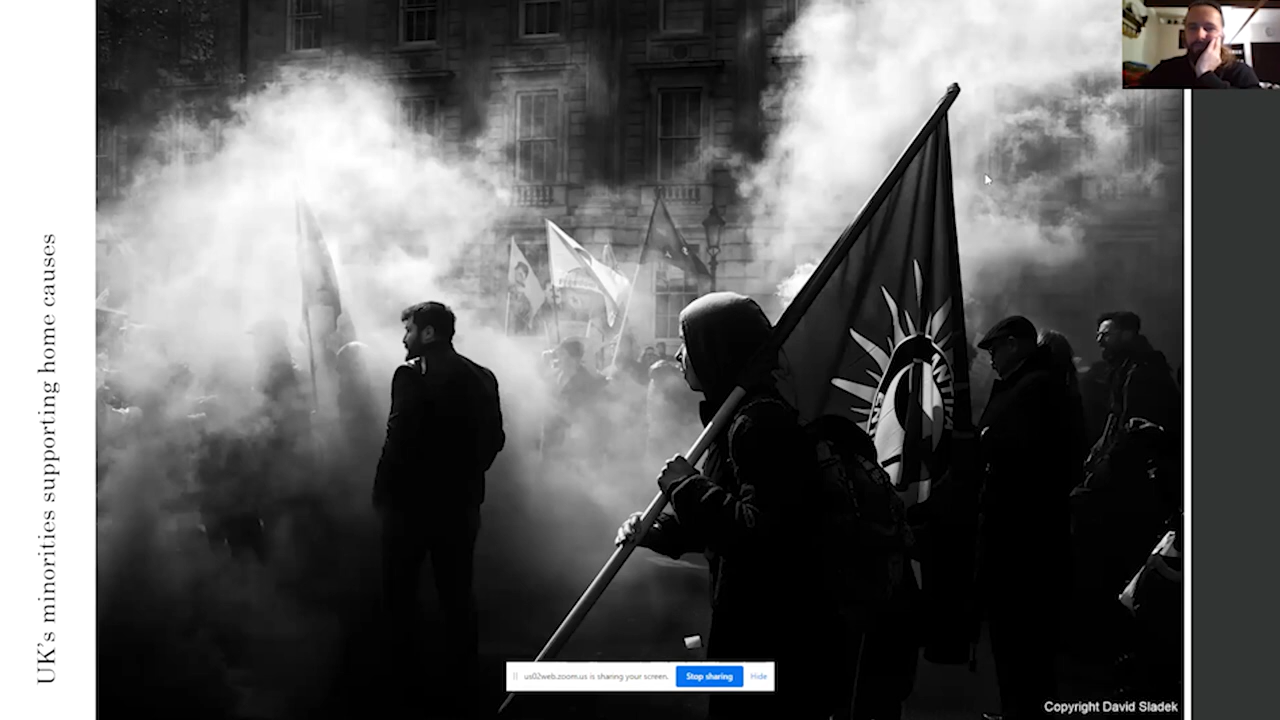 UK's minorities supporting home causes
us02web.zoom.us is sharing your screen.
Stop sharing
Hide
Copyright David Sladek